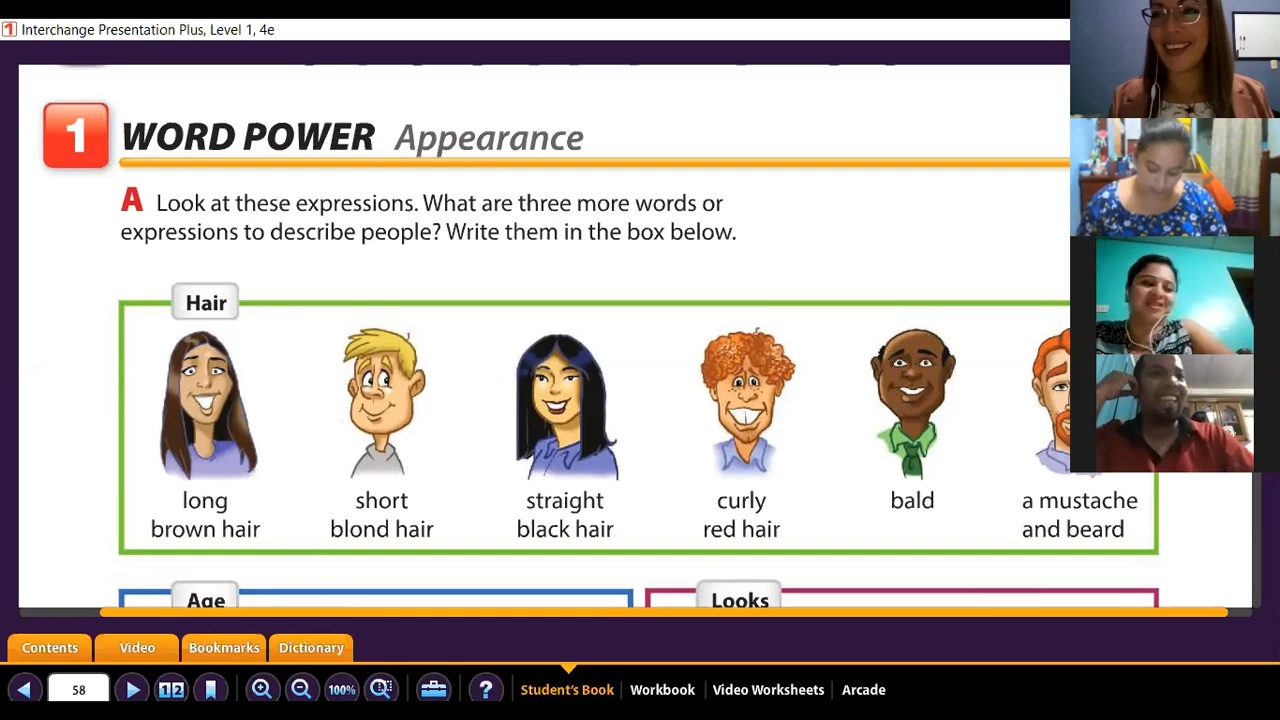 Interchange Presentation Plus, Level 1, 4e
1 WORD POWER Appearance
A Look at these expressions. What are three more words or
expressions to describe people? Write them in the box below.
Hair
long
brown hair
short
blond hair
straight
black hair
curly
red hair
bald
a mustache
and beard
Age
Looks
Contents
Video
Bookmarks
Dictionary
58
12
100%
?
Student's Book
Workbook
Video Worksheets
Arcade